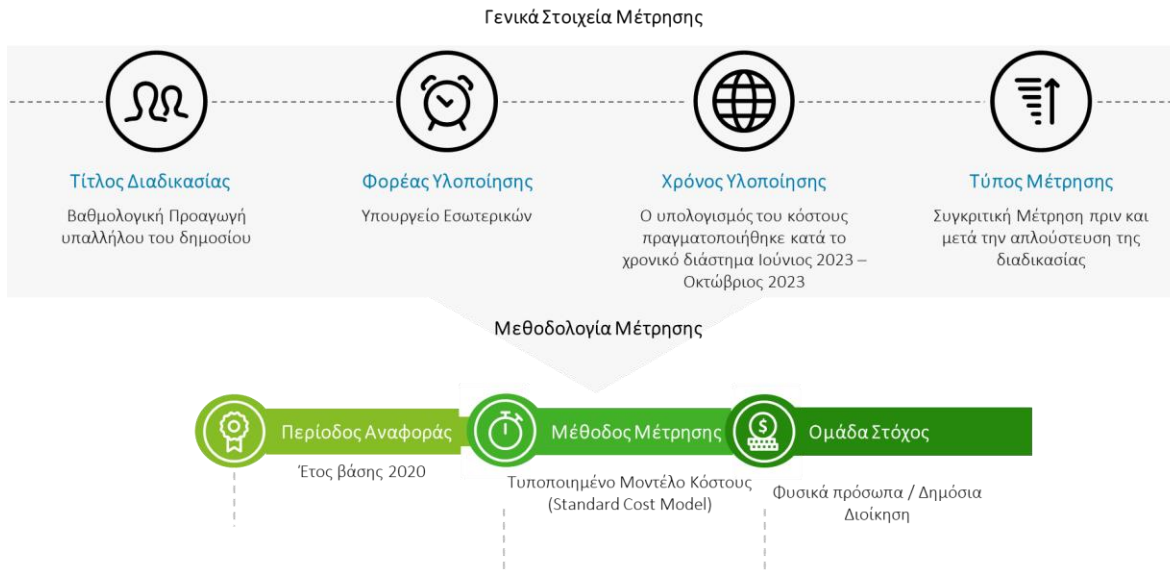 Γενικά Στοιχεία Μέτρησης
Τίτλος Διαδικασίας
Βαθμολογική Προαγωγή
υπαλλήλου του δημοσίου
Φορέας Υλοποίησης
Υπουργείο Εσωτερικών
Χρόνος Υλοποίησης
Ο υπολογισμός του κόστους
πραγματοποιήθηκε κατά το
χρονικό διάστημα Ιούνιος 2023 –
Οκτώβριος 2023
Τύπος Μέτρησης
Συγκριτική Μέτρηση πριν και
μετά την απλούστευση της
διαδικασίας
Μεθοδολογία Μέτρησης
Περίοδος Αναφοράς
Έτος βάσης 2020
Μέθοδος Μέτρησης
Τυποποιημένο Μοντέλο Κόστους
(Standard Cost Model)
Ομάδα Στόχος
Φυσικά πρόσωπα / Δημόσια
Διοίκηση